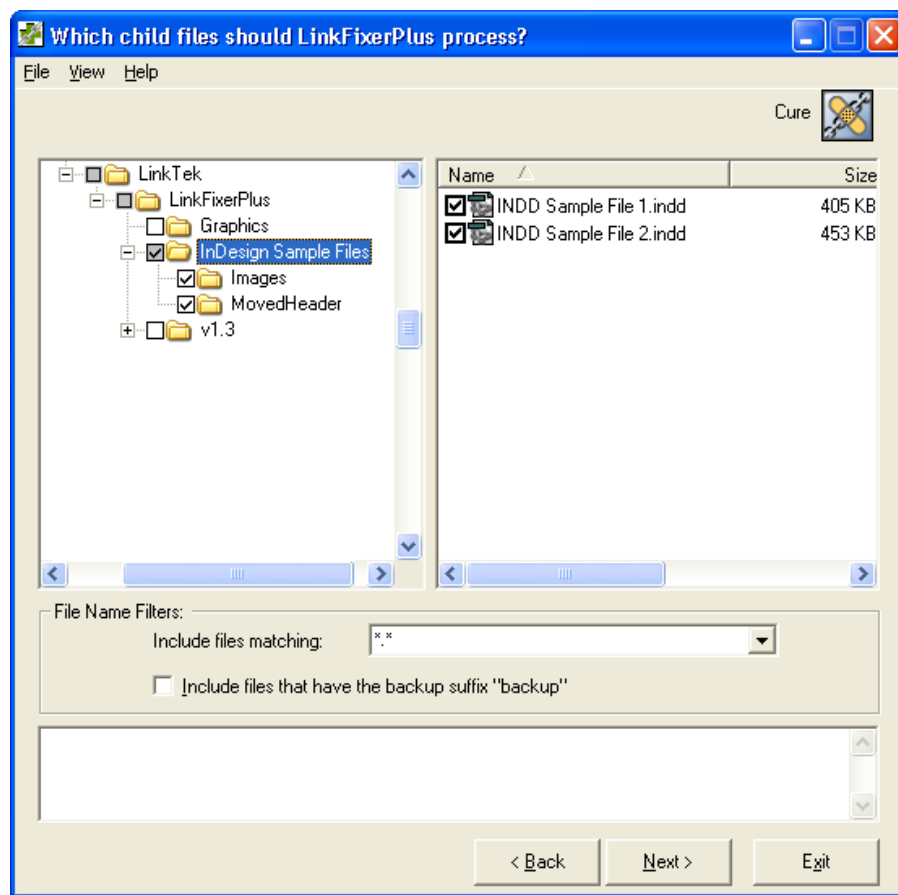 Which child files should LinkFixerPlus process?
File View Help
Cure
LinkTek
LinkFixerPlus
Graphics
InDesign Sample Files
Images
MovedHeader
v1.3
Name Size
INDD Sample File 1.indd 405 KB
INDD Sample File 2.indd 453 KB
File Name Filters:
Include files matching: *.*
Include files that have the backup suffix "backup"
< Back Next > Exit